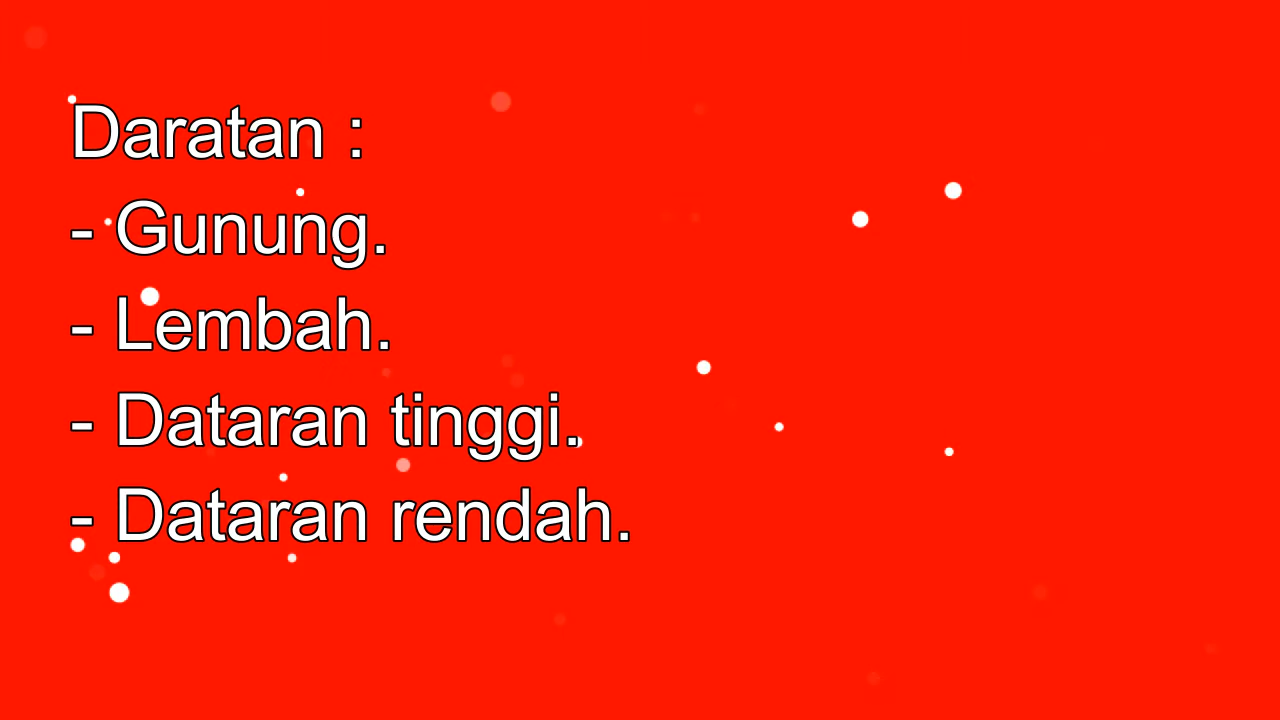 Daratan :
- Gunung.
- Lembah.
- Dataran tinggi.
- Dataran rendah.